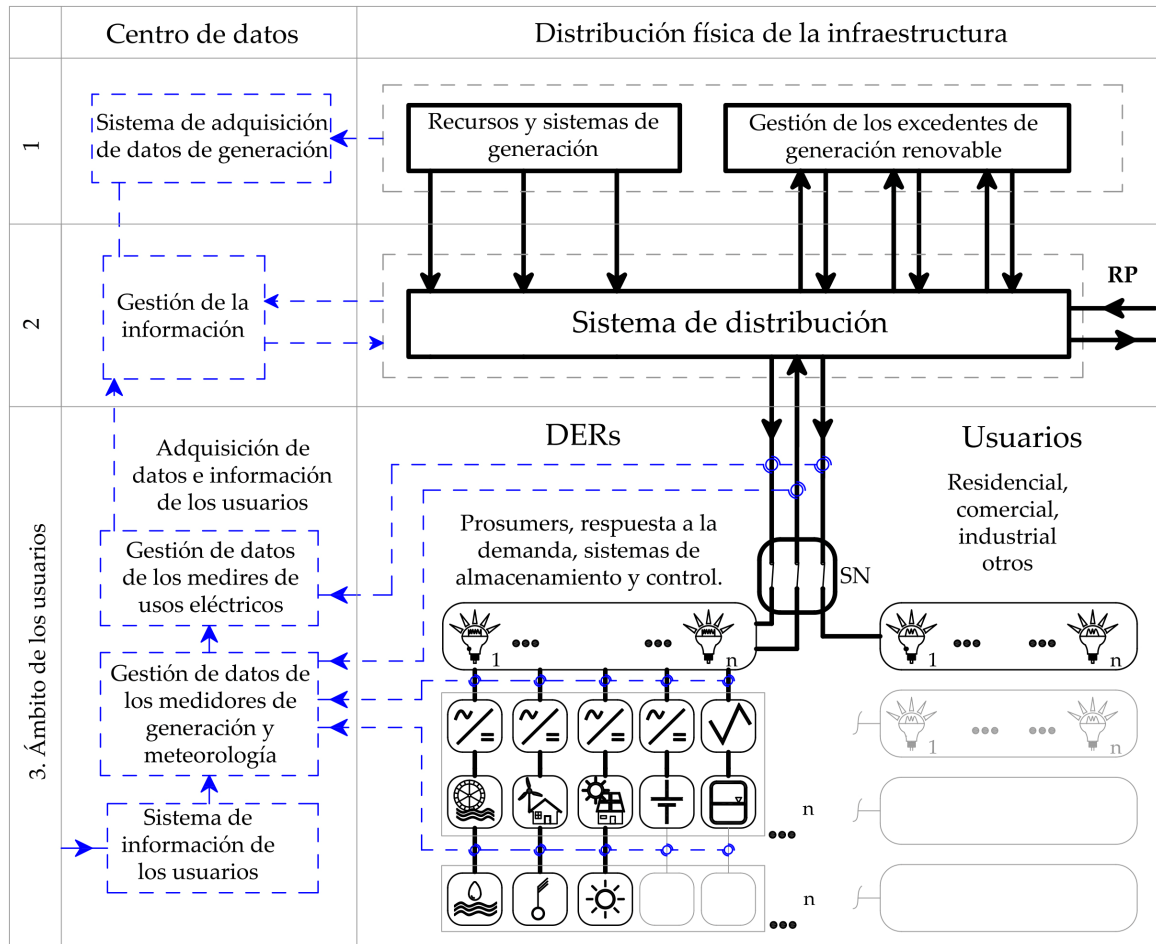 Centro de datos
Distribución física de la infraestructura
1
Sistema de adquisición
de datos de generación
Recursos y sistemas de
generación
Gestión de los excedentes de
generación renovable
2
Gestión de la
información
Sistema de distribución
RP
3. Ámbito de los usuarios
Adquisición de
datos e información
de los usuarios
DERs
Usuarios
Residencial,
comercial,
industrial
otros
Prosumers, respuesta a la
demanda, sistemas de
almacenamiento y control.
SN
Gestión de datos
de los medires de
usos eléctricos
1
n
1
n
Gestión de datos de
los medidores de
generación y
meteorología
1
n
Sistema de
información de
los usuarios
n
n